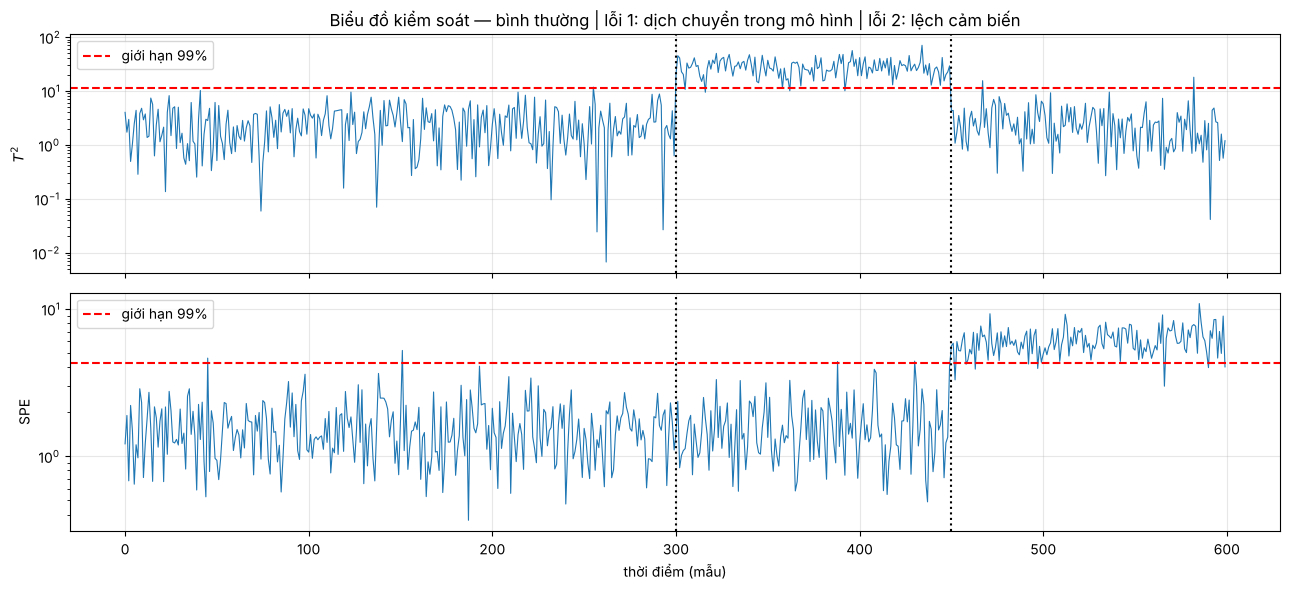 Biểu đồ kiểm soát — bình thường | lỗi 1: dịch chuyển trong mô hình | lỗi 2: lệch cảm biến
10²
10¹
10⁰
10⁻¹
10⁻²
T²
giới hạn 99%
10¹
10⁰
SPE
giới hạn 99%
0 100 200 300 400 500 600
thời điểm (mẫu)